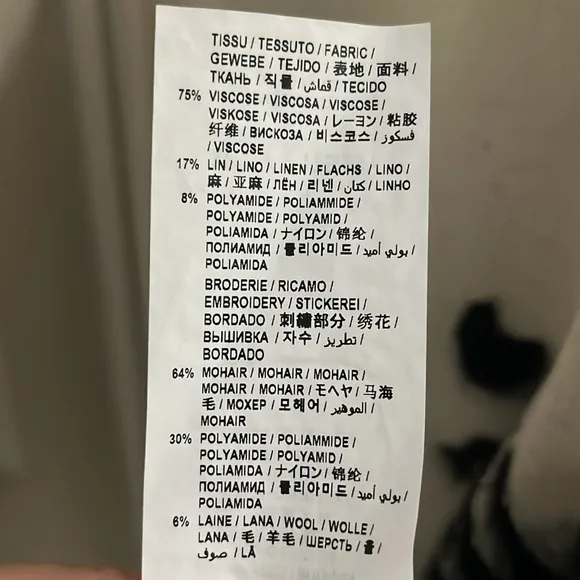 TISSU / TESSUTO / FABRIC /
GEWEBE / TEJIDO / 表地 / 面料 /
ТКАНЬ / 직물 / قماش / TECIDO
75% VISCOSE / VISCOSA / VISCOSE /
VISKOSE / VISCOSA / レーヨン / 粘胶
纤维 / ВИСКОЗА / 비스코스 / فسكوز
/ VISCOSE
17% LIN / LINO / LINEN / FLACHS / LINO /
麻 / 亚麻 / ЛЁН / 리넨 / كتان / LINHO
8% POLYAMIDE / POLIAMMIDE /
POLYAMIDE / POLYAMID /
POLIAMIDA / ナイロン / 锦纶 /
ПОЛИАМИД / 폴리아미드 / بولي أميد /
POLIAMIDA
BRODERIE / RICAMO /
EMBROIDERY / STICKEREI /
BORDADO / 刺繍部分 / 绣花 /
ВЫШИВКА / 자수 / تطريز /
BORDADO
64% MOHAIR / MOHAIR / MOHAIR /
MOHAIR / MOHAIR / モヘヤ / 马海
毛 / МОХЕР / 모헤어 / الموهير /
MOHAIR
30% POLYAMIDE / POLIAMMIDE /
POLYAMIDE / POLYAMID /
POLIAMIDA / ナイロン / 锦纶 /
ПОЛИАМИД / 폴리아미드 / بولي أميد /
POLIAMIDA
6% LAINE / LANA / WOOL / WOLLE /
LANA / 毛 / 羊毛 / ШЕРСТЬ / 울 /
صوف / LÃ